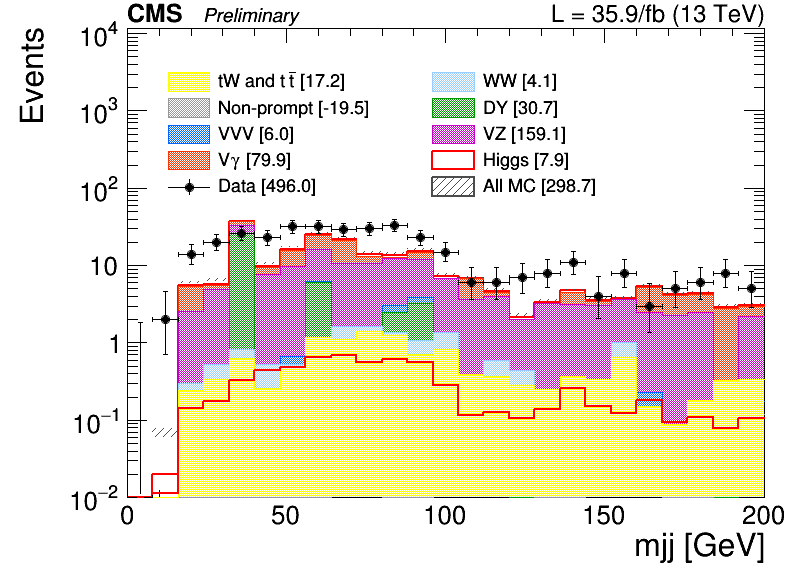 CMS Preliminary L = 35.9/fb (13 TeV)
Events
10⁴
10³
10²
10
1
10⁻¹
10⁻²
tW and tt̄ [17.2]
Non-prompt [-19.5]
VVV [6.0]
Vγ [79.9]
Data [496.0]
WW [4.1]
DY [30.7]
VZ [159.1]
Higgs [7.9]
All MC [298.7]
0 50 100 150 200
mjj [GeV]